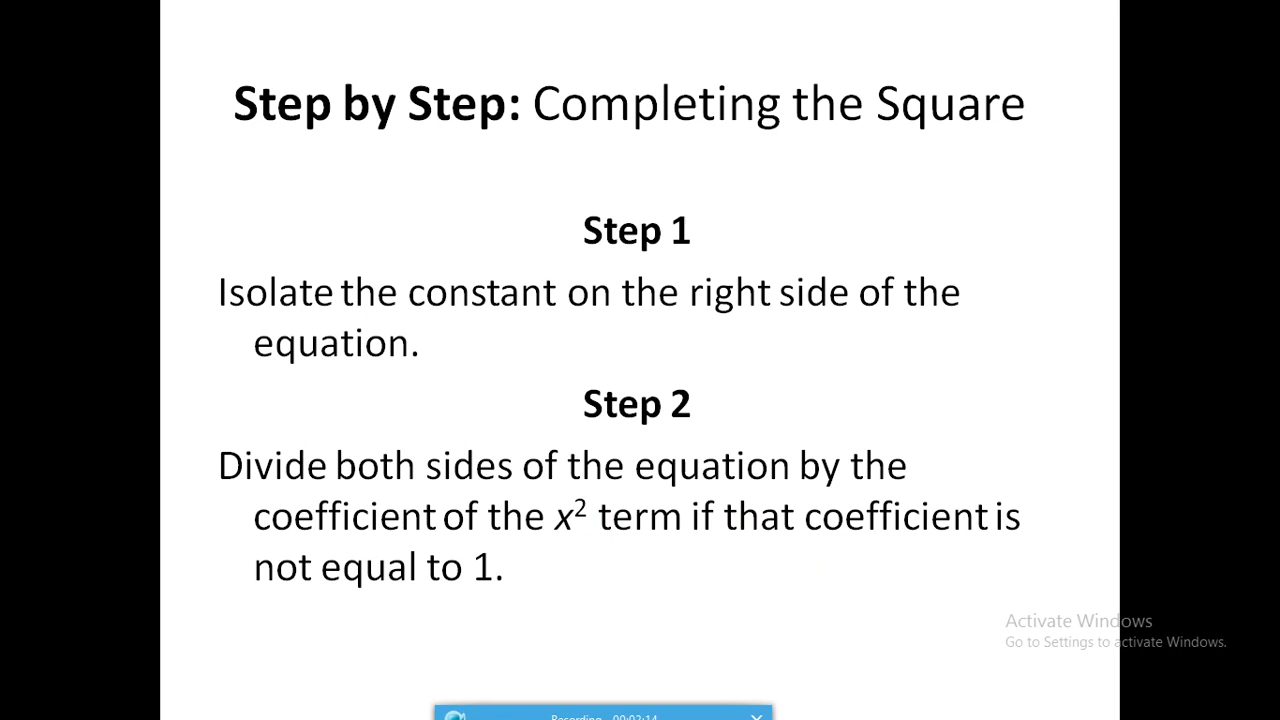 Step by Step: Completing the Square
Step 1
Isolate the constant on the right side of the
equation.
Step 2
Divide both sides of the equation by the
coefficient of the x² term if that coefficient is
not equal to 1.
Activate Windows
Go to Settings to activate Windows.
Recording 00:02:14